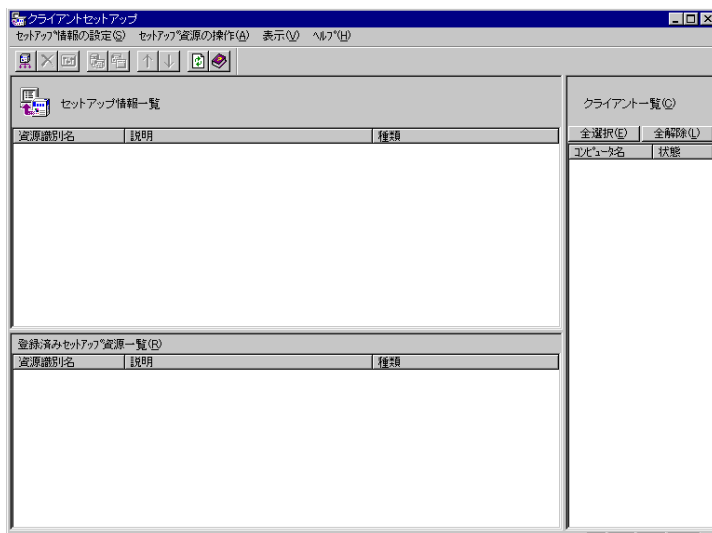 クライアントセットアップ
ｾｯﾄｱｯﾌﾟ情報の設定(S) ｾｯﾄｱｯﾌﾟ資源の操作(A) 表示(V) ﾍﾙﾌﾟ(H)
セットアップ情報一覧
資源識別名 説明 種類
登録済みｾｯﾄｱｯﾌﾟ資源一覧(R)
資源識別名 説明 種類
クライアント一覧(C)
全選択(E) 全解除(L)
ｺﾝﾋﾟｭｰﾀ名 状態